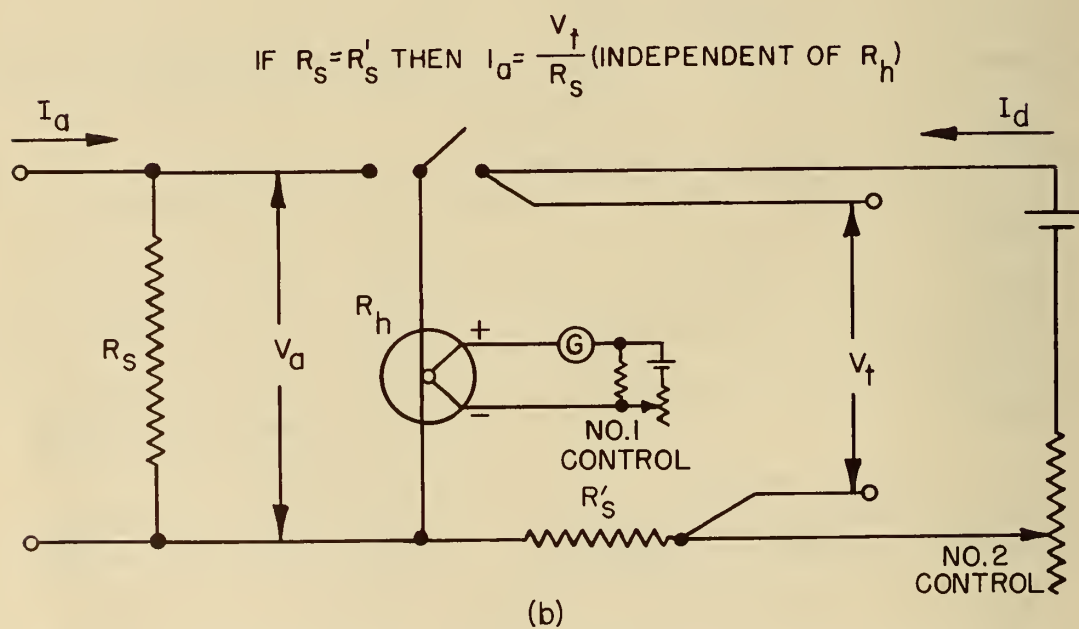 IF R_s = R'_s THEN I_a = V_t / R_s (INDEPENDENT OF R_h)
I_a
I_d
R_h
+
G
R_s
V_a
V_t
−
NO.1
CONTROL
R'_s
NO.2
CONTROL
(b)